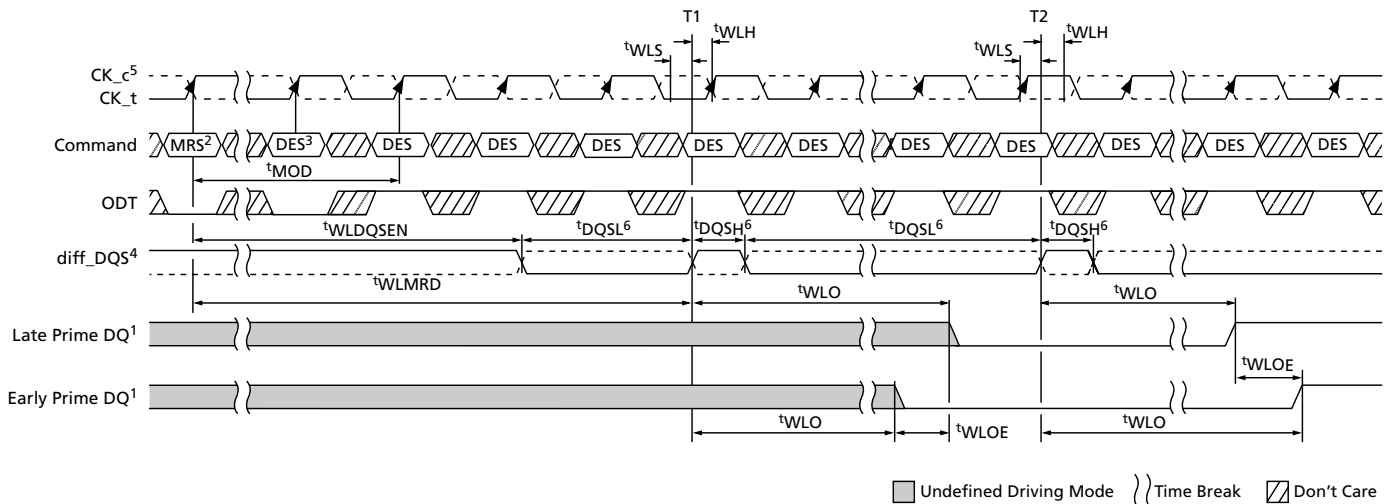 T1 T2
tWLH tWLH
tWLS tWLS
CK_c5
CK_t
Command MRS2 DES3 DES DES DES DES DES DES DES DES DES DES
tMOD
ODT
tWLDQSEN tDQSL6 tDQSH6 tDQSL6 tDQSH6
diff_DQS4
tWLMRD tWLO tWLO
Late Prime DQ1
tWLOE
Early Prime DQ1
tWLO tWLOE tWLO
Undefined Driving Mode Time Break Don't Care